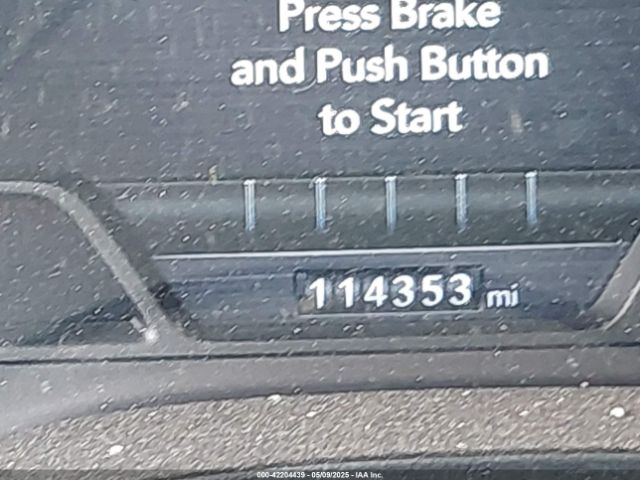 Press Brake
and Push Button
to Start
114353 mi
000-42204439 - 05/09/2025 - IAA Inc.